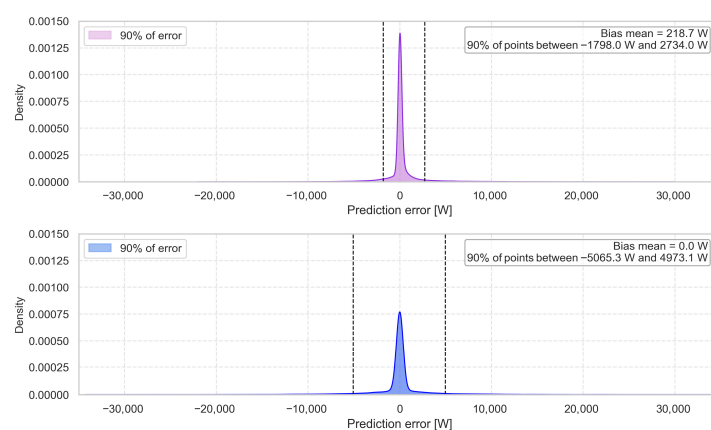 0.00150
90% of error
Bias mean = 218.7 W
90% of points between −1798.0 W and 2734.0 W
0.00125
0.00100
0.00075
0.00050
0.00025
0.00000
Density
−30,000 −20,000 −10,000 0 10,000 20,000 30,000
Prediction error [W]
0.00150
90% of error
Bias mean = 0.0 W
90% of points between −5065.3 W and 4973.1 W
0.00125
0.00100
0.00075
0.00050
0.00025
0.00000
Density
−30,000 −20,000 −10,000 0 10,000 20,000 30,000
Prediction error [W]